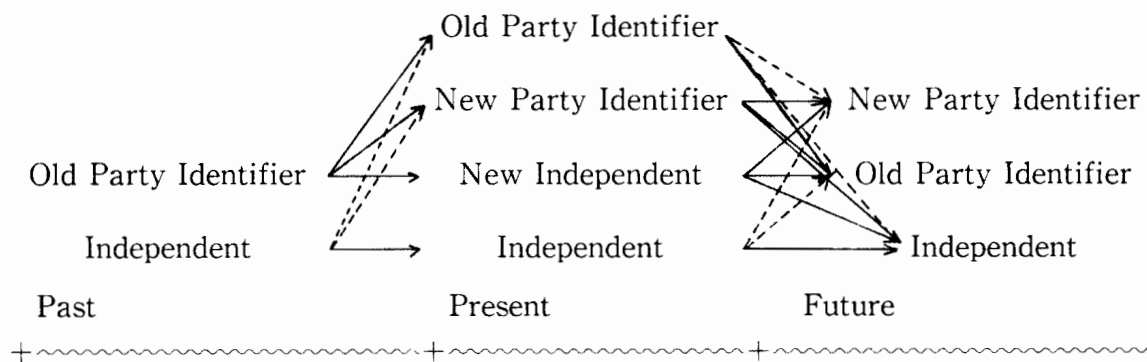 Old Party Identifier
New Party Identifier New Party Identifier
Old Party Identifier New Independent Old Party Identifier
Independent Independent Independent
Past Present Future